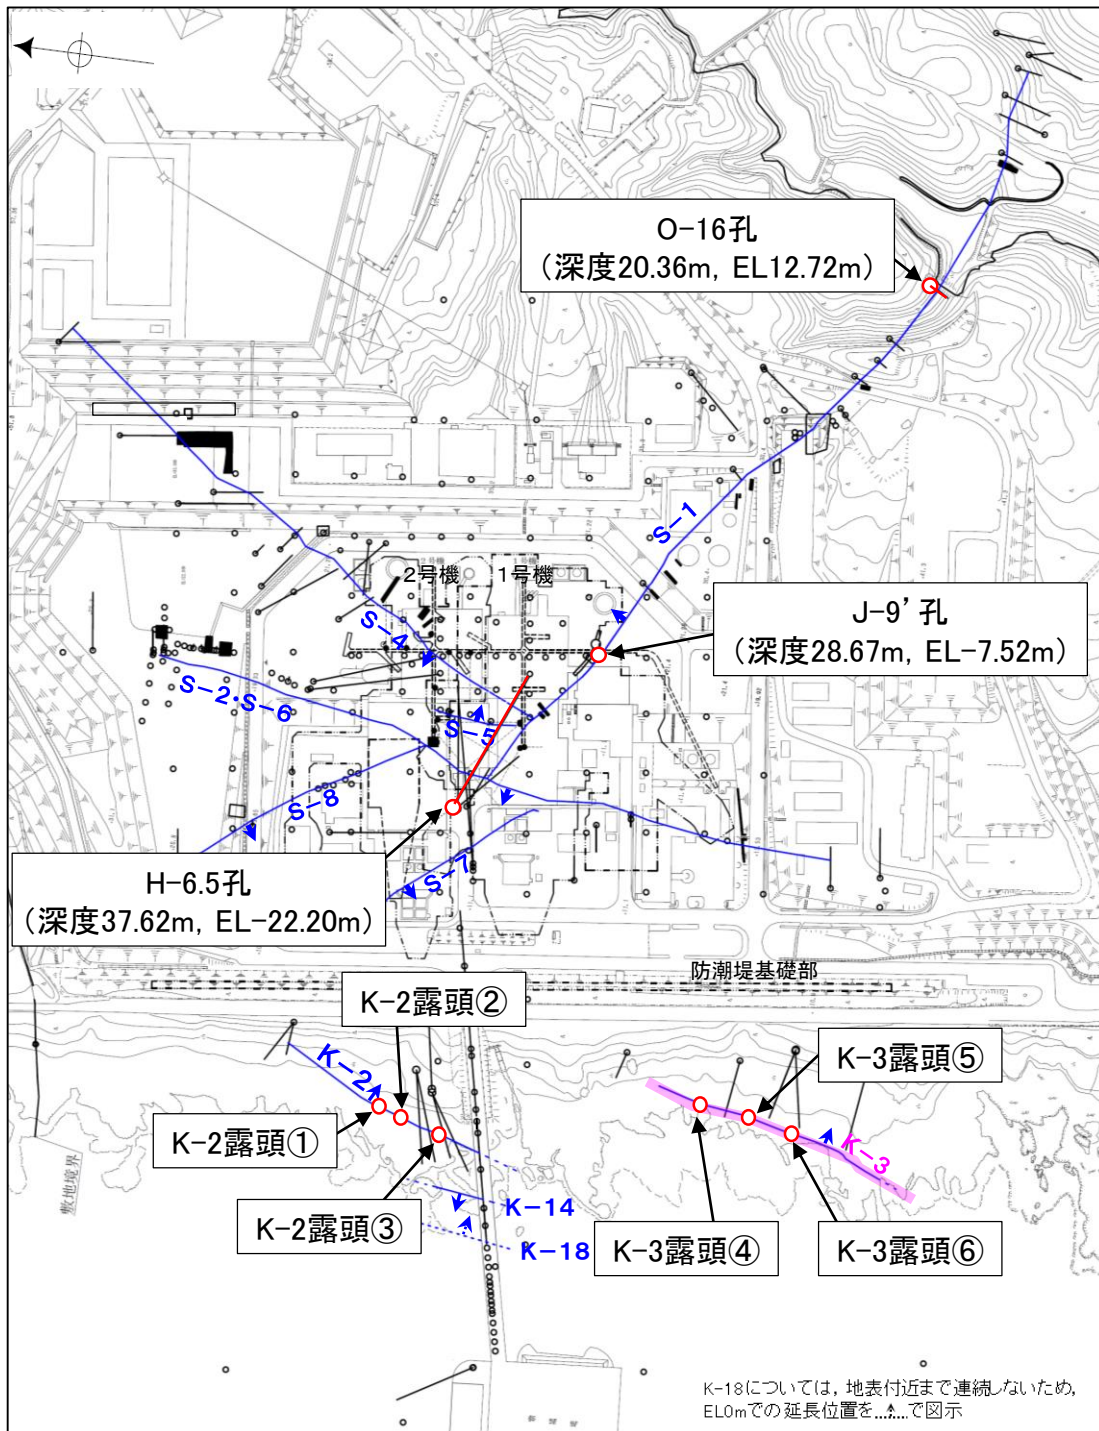 O-16孔
（深度20.36m, EL12.72m）
S-1
2号機
1号機
S-4
J-9’孔
（深度28.67m, EL-7.52m）
S-2・S-6
S-5
S-8
S-7
H-6.5孔
（深度37.62m, EL-22.20m）
防潮堤基礎部
K-2露頭②
K-2
K-3露頭⑤
K-2露頭①
K-3
敷地境界
K-14
K-2露頭③
K-18
K-3露頭④
K-3露頭⑥
K-18については，地表付近まで連続しないため，
EL0mでの延長位置を で図示